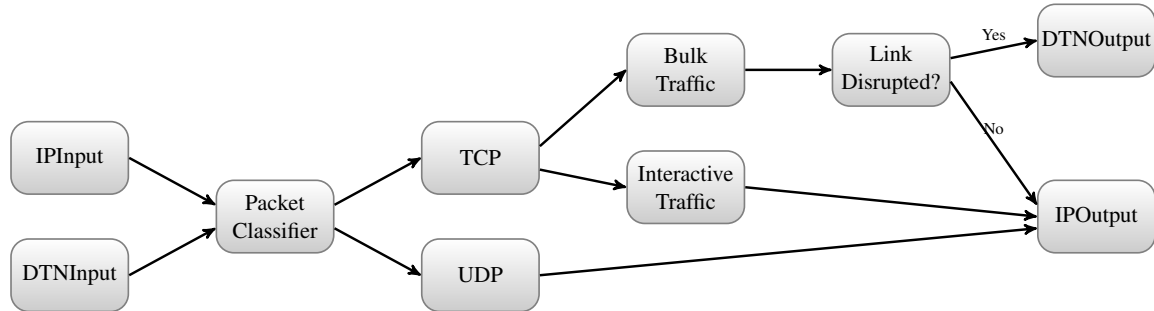 IPInput
DTNInput
Packet
Classifier
TCP
UDP
Bulk
Traffic
Interactive
Traffic
Link
Disrupted?
Yes
No
DTNOutput
IPOutput